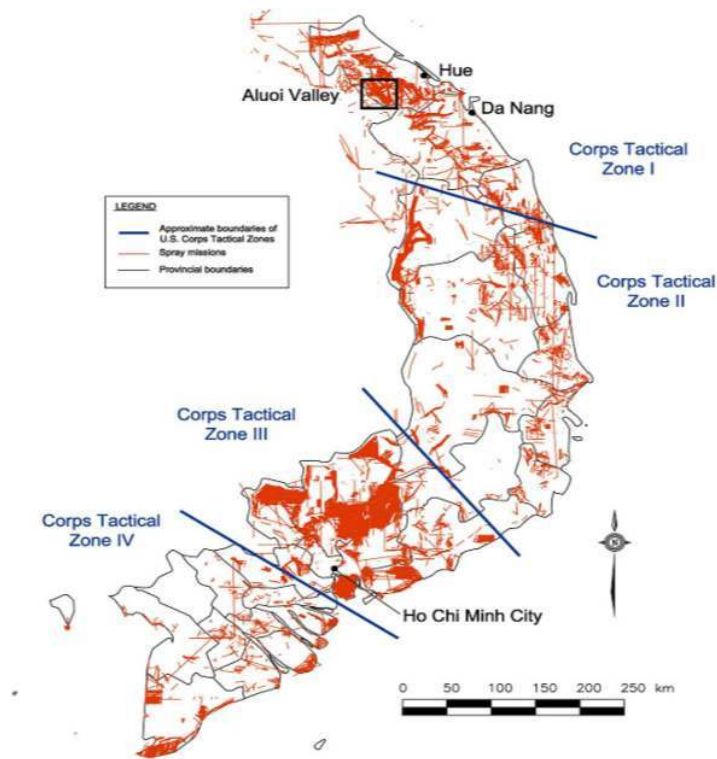 Hue
Aluoi Valley
Da Nang
Corps Tactical
Zone I
LEGEND
Approximate boundaries of
U.S. Corps Tactical Zones
Spray missions
Provincial boundaries
Corps Tactical
Zone II
Corps Tactical
Zone III
Corps Tactical
Zone IV
Ho Chi Minh City
0 50 100 150 200 250 km